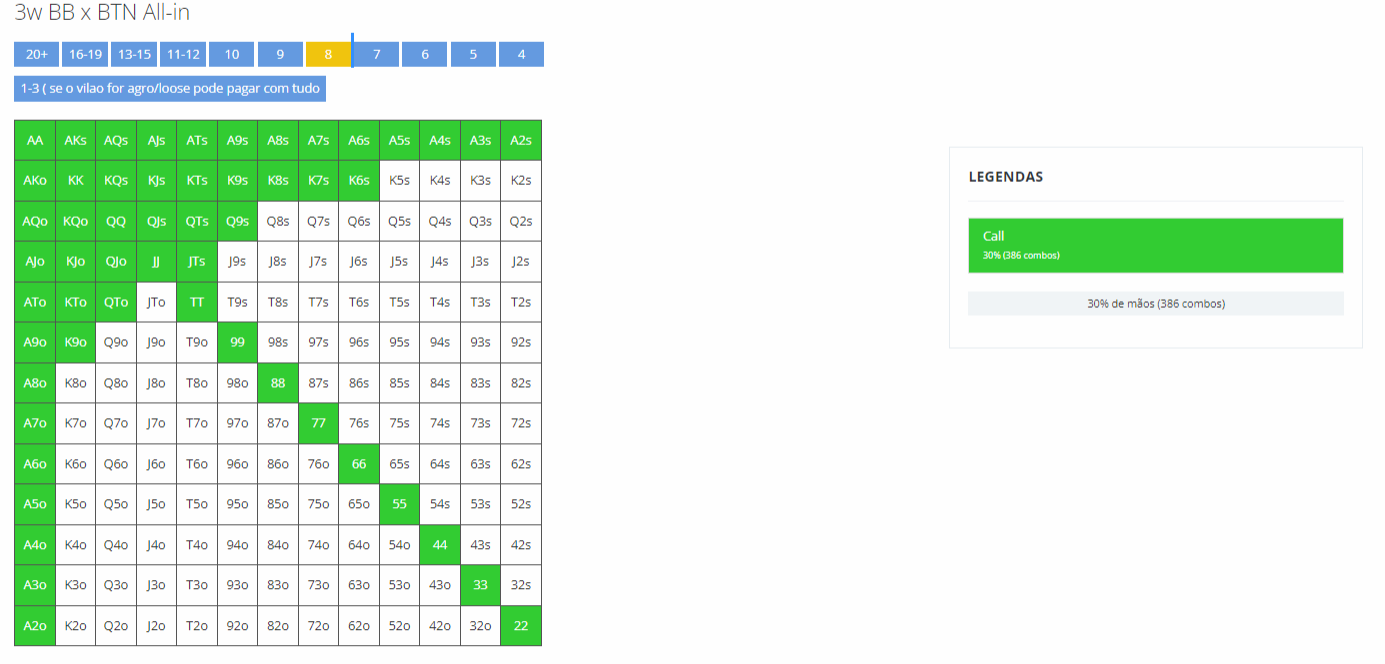 3w BB x BTN All-in
20+ 16-19 13-15 11-12 10 9 8 7 6 5 4
1-3 ( se o vilao for agro/loose pode pagar com tudo
AA AKs AQs AJs ATs A9s A8s A7s A6s A5s A4s A3s A2s
AKo KK KQs KJs KTs K9s K8s K7s K6s K5s K4s K3s K2s
AQo KQo QQ QJs QTs Q9s Q8s Q7s Q6s Q5s Q4s Q3s Q2s
AJo KJo QJo JJ JTs J9s J8s J7s J6s J5s J4s J3s J2s
ATo KTo QTo JTo TT T9s T8s T7s T6s T5s T4s T3s T2s
A9o K9o Q9o J9o T9o 99 98s 97s 96s 95s 94s 93s 92s
A8o K8o Q8o J8o T8o 98o 88 87s 86s 85s 84s 83s 82s
A7o K7o Q7o J7o T7o 97o 87o 77 76s 75s 74s 73s 72s
A6o K6o Q6o J6o T6o 96o 86o 76o 66 65s 64s 63s 62s
A5o K5o Q5o J5o T5o 95o 85o 75o 65o 55 54s 53s 52s
A4o K4o Q4o J4o T4o 94o 84o 74o 64o 54o 44 43s 42s
A3o K3o Q3o J3o T3o 93o 83o 73o 63o 53o 43o 33 32s
A2o K2o Q2o J2o T2o 92o 82o 72o 62o 52o 42o 32o 22
LEGENDAS
Call
30% (386 combos)
30% de mãos (386 combos)